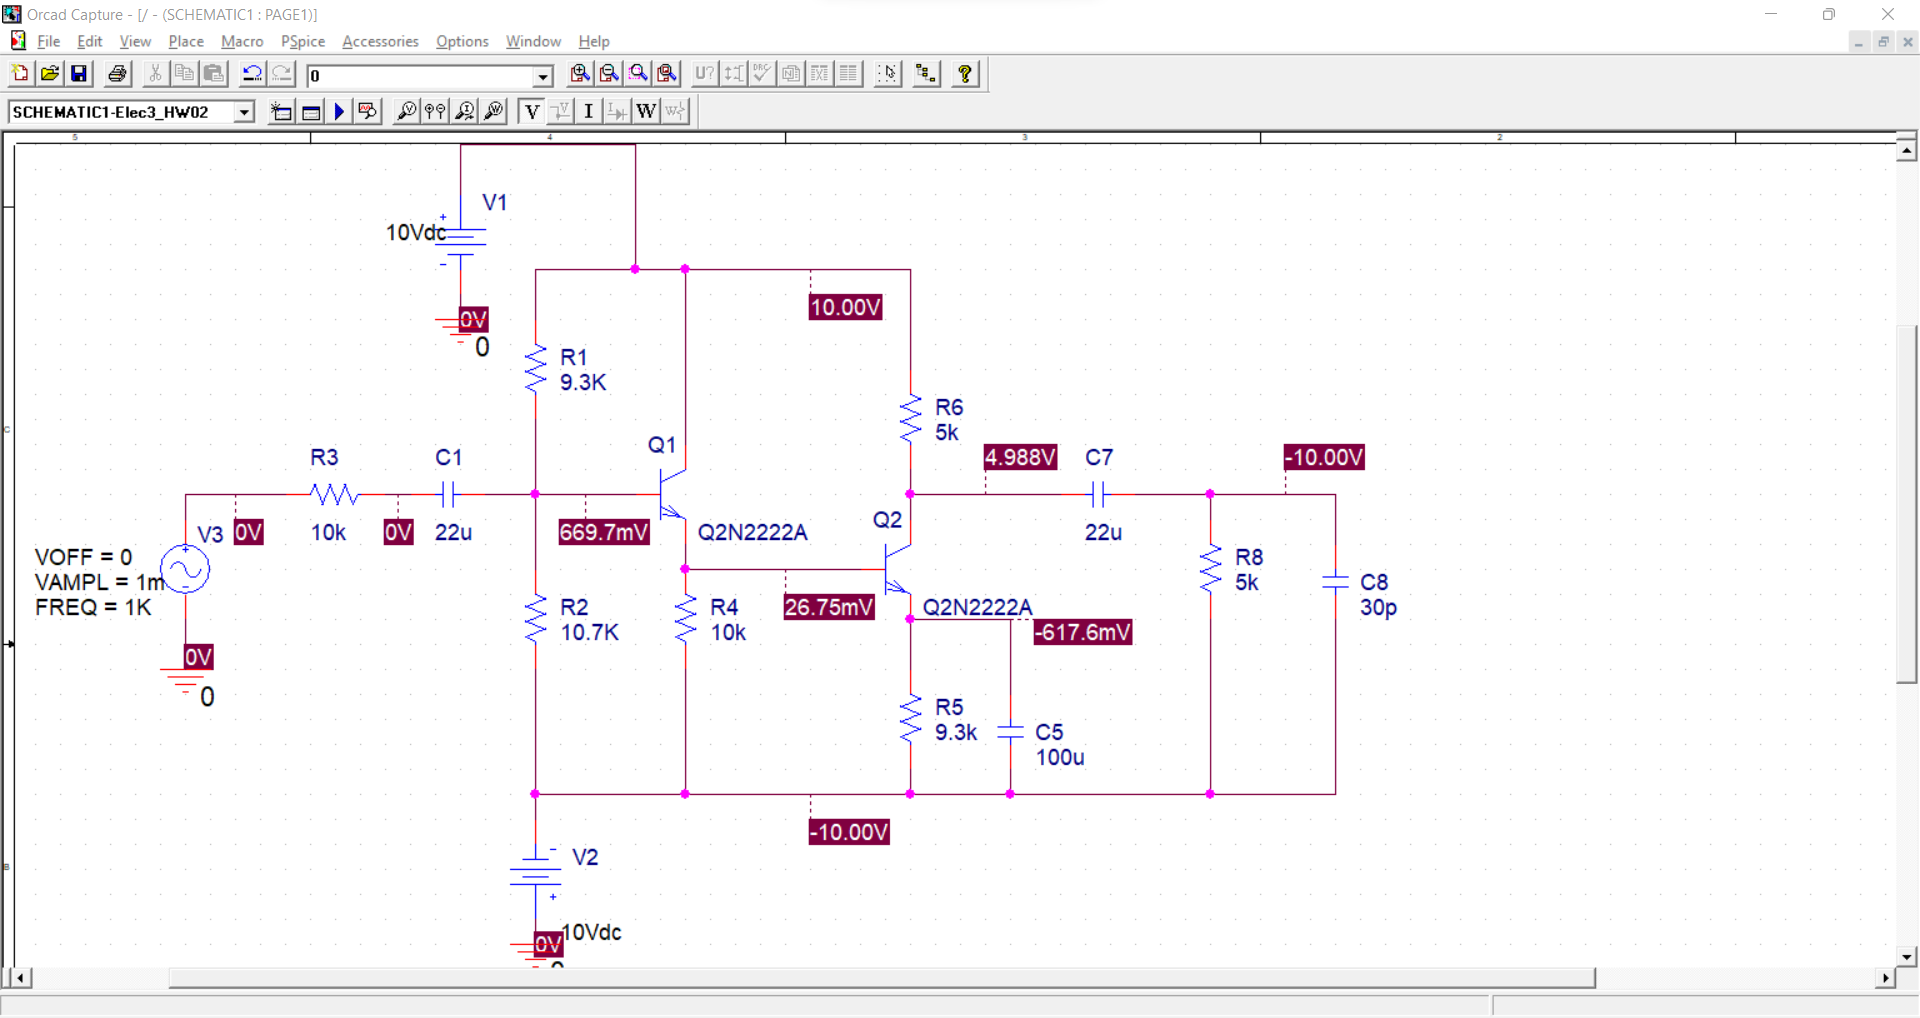 Orcad Capture - [/ - (SCHEMATIC1 : PAGE1)]
File Edit View Place Macro PSpice Accessories Options Window Help
0
U?
DRC
SCHEMATIC1-Elec3_HW02
V I W
5 4 3 2
V1
10Vdc
+
-
0V
0
10.00V
R1
9.3K
R6
5k
C
Q1
R3
C1
4.988V
C7
-10.00V
V3
0V
10k
0V
22u
669.7mV
Q2N2222A
Q2
22u
VOFF = 0
VAMPL = 1m
FREQ = 1K
R8
5k
C8
30p
R2
10.7K
R4
10k
26.75mV
Q2N2222A
-617.6mV
0V
0
R5
9.3k
C5
100u
-10.00V
-
V2
+
B
10Vdc
0V
0